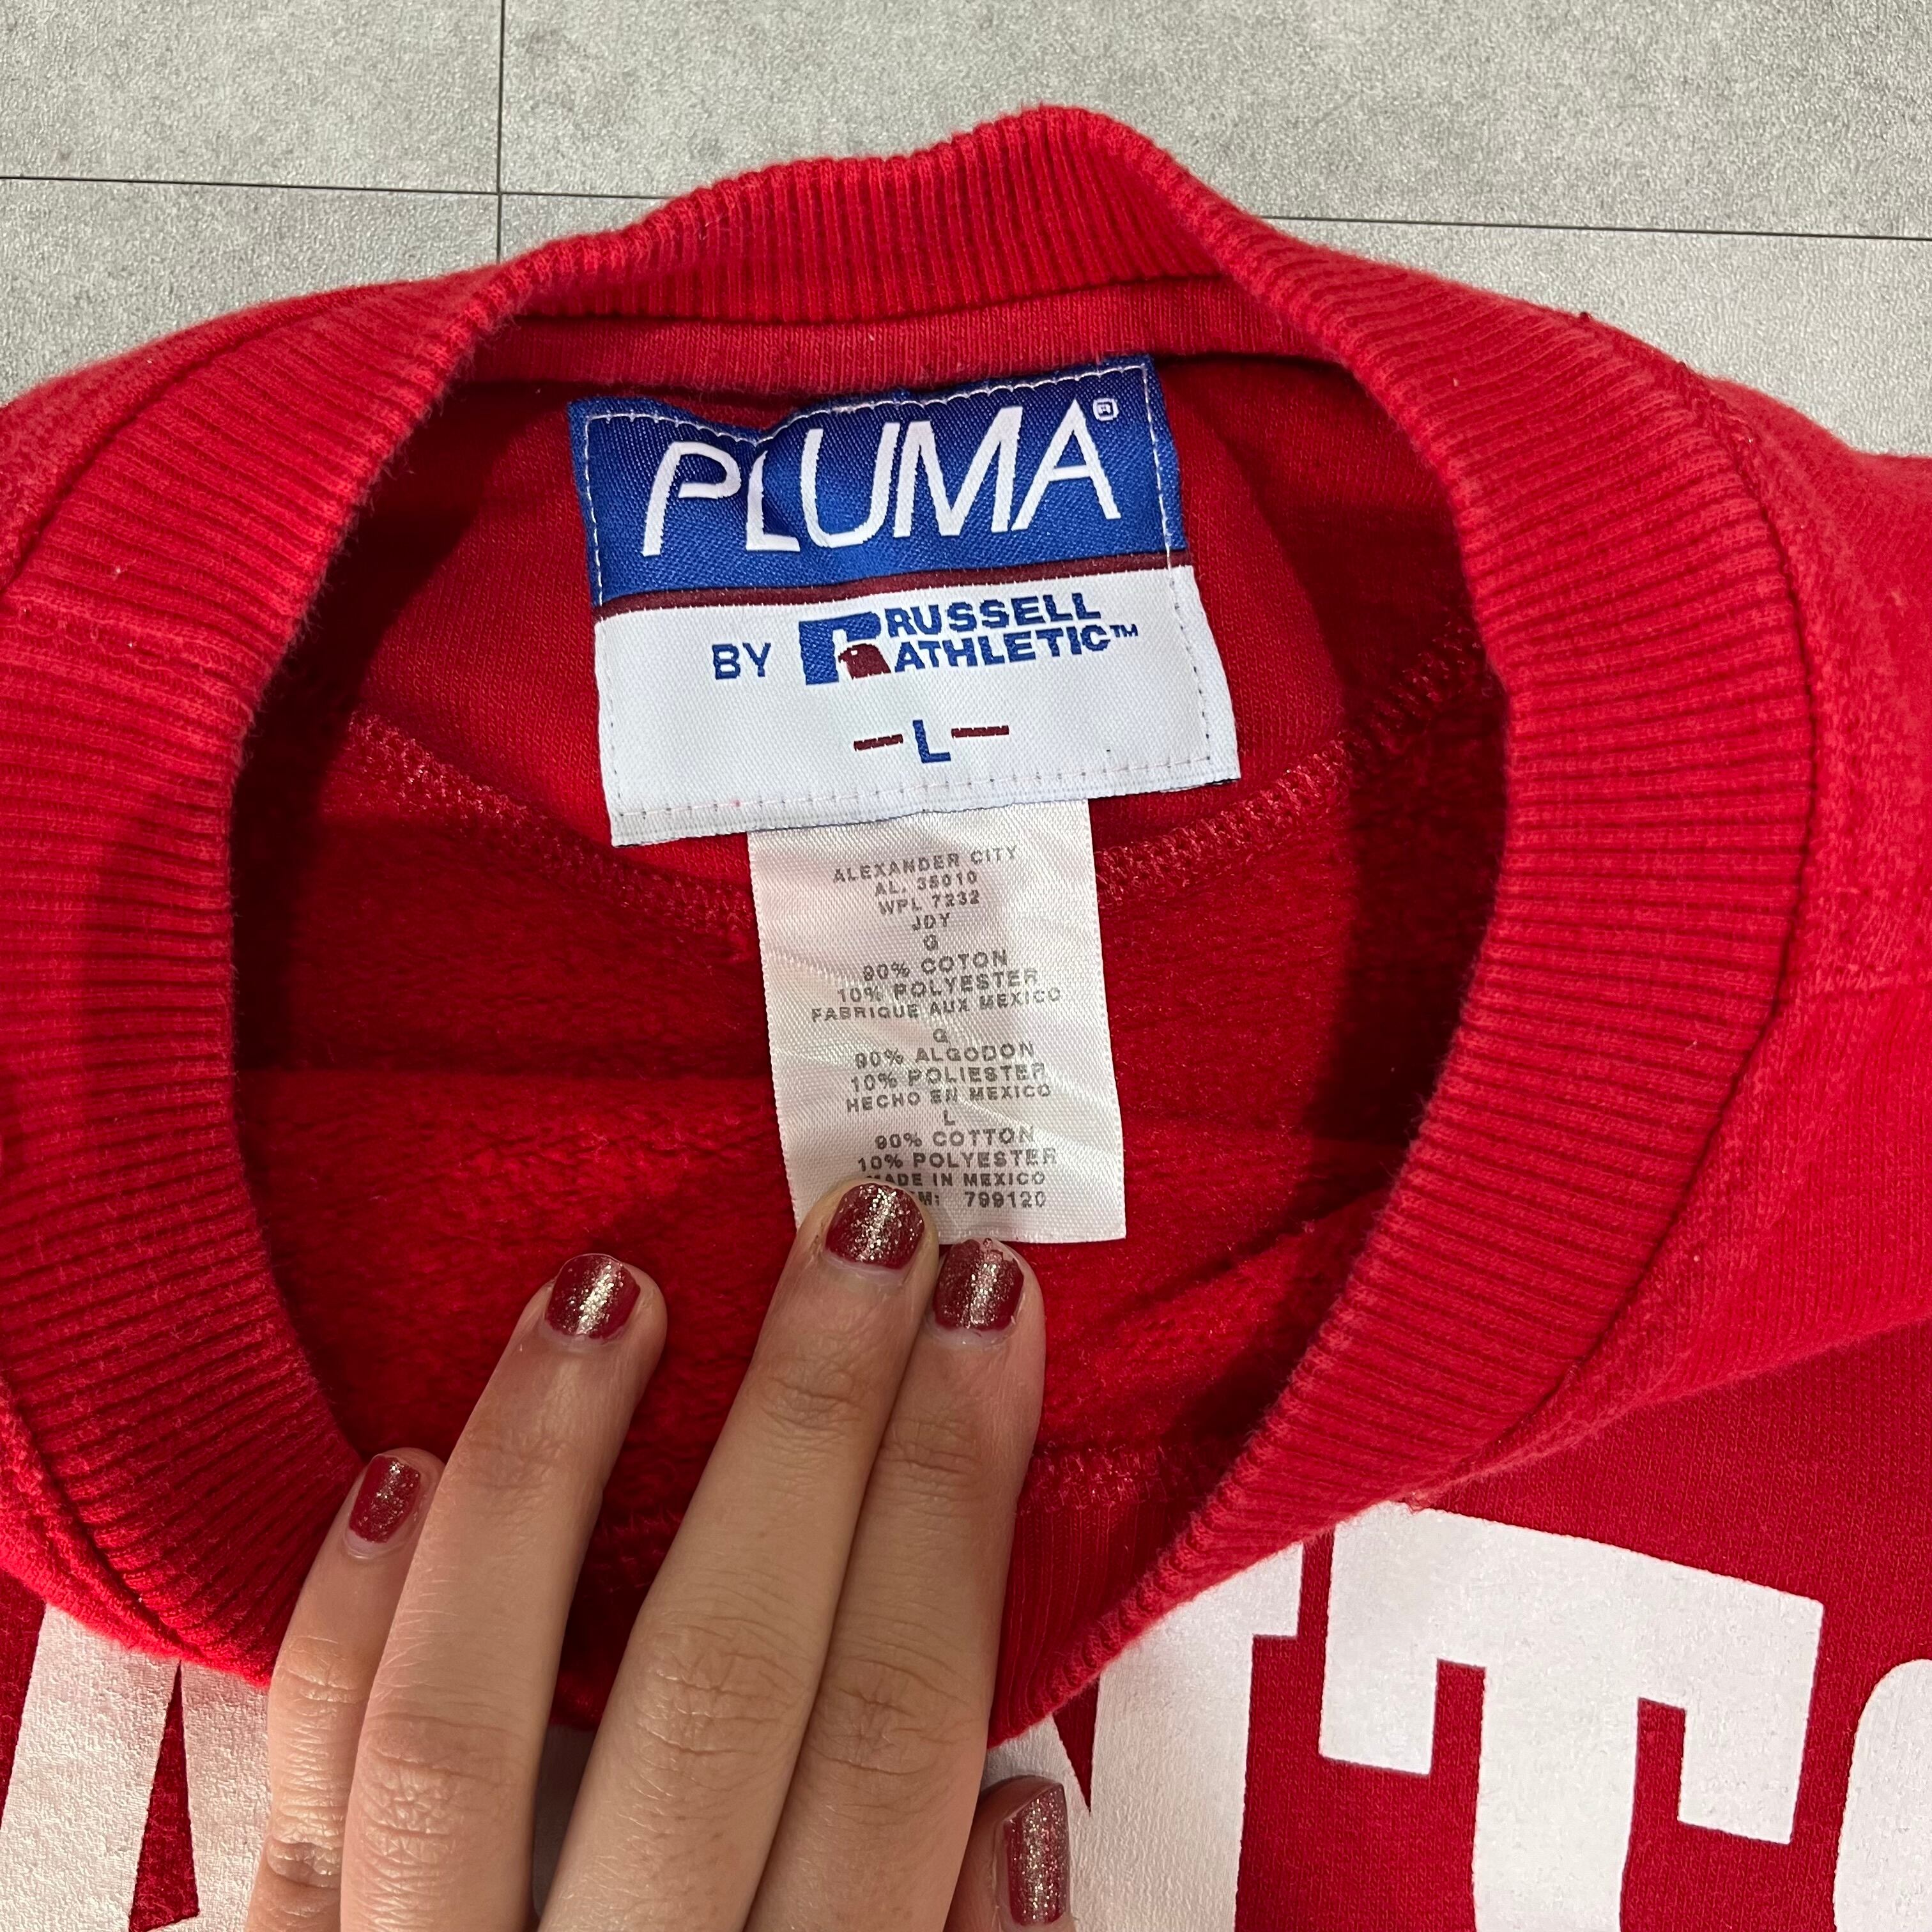 PLUMA®
BY R RUSSELL
ATHLETIC™
-L-
ALEXANDER CITY
AL. 35010
WPL 7232
JDY
G
90% COTON
10% POLYESTER
FABRIQUE AUX MEXICO
G
90% ALGODON
10% POLIESTER
HECHO EN MEXICO
L
90% COTTON
10% POLYESTER
MADE IN MEXICO
M: 799120